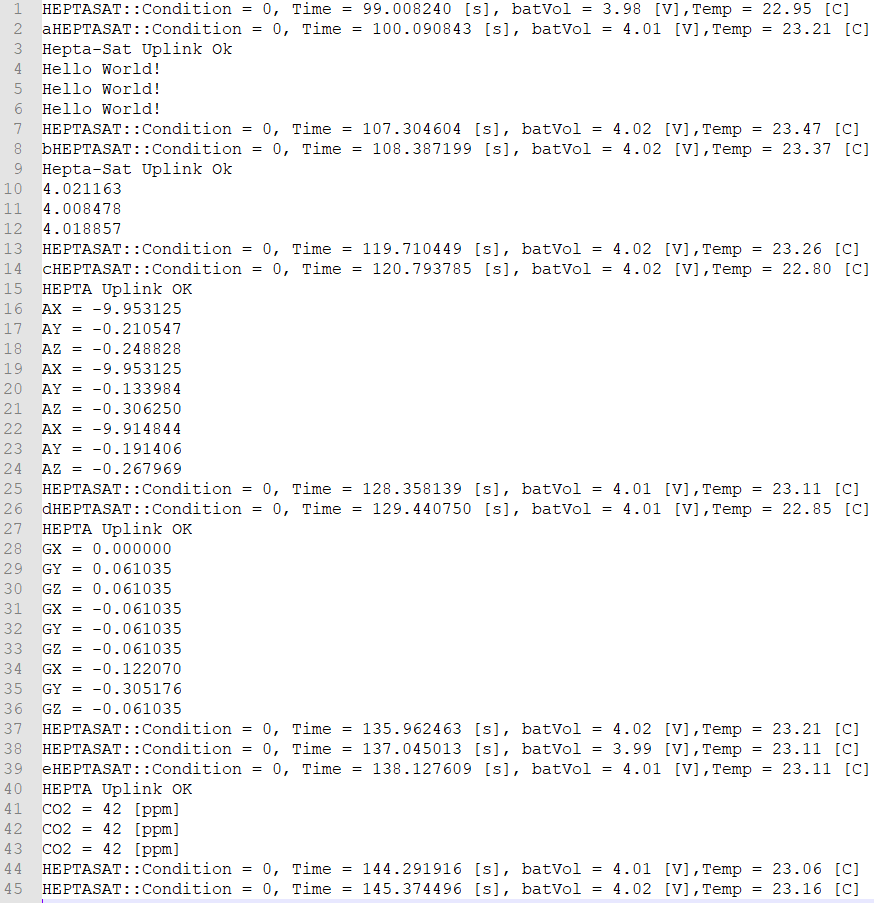 1 HEPTASAT::Condition = 0, Time = 99.008240 [s], batVol = 3.98 [V],Temp = 22.95 [C]
2 aHEPTASAT::Condition = 0, Time = 100.090843 [s], batVol = 4.01 [V],Temp = 23.21 [C]
3 Hepta-Sat Uplink Ok
4 Hello World!
5 Hello World!
6 Hello World!
7 HEPTASAT::Condition = 0, Time = 107.304604 [s], batVol = 4.02 [V],Temp = 23.47 [C]
8 bHEPTASAT::Condition = 0, Time = 108.387199 [s], batVol = 4.02 [V],Temp = 23.37 [C]
9 Hepta-Sat Uplink Ok
10 4.021163
11 4.008478
12 4.018857
13 HEPTASAT::Condition = 0, Time = 119.710449 [s], batVol = 4.02 [V],Temp = 23.26 [C]
14 cHEPTASAT::Condition = 0, Time = 120.793785 [s], batVol = 4.02 [V],Temp = 22.80 [C]
15 HEPTA Uplink OK
16 AX = -9.953125
17 AY = -0.210547
18 AZ = -0.248828
19 AX = -9.953125
20 AY = -0.133984
21 AZ = -0.306250
22 AX = -9.914844
23 AY = -0.191406
24 AZ = -0.267969
25 HEPTASAT::Condition = 0, Time = 128.358139 [s], batVol = 4.01 [V],Temp = 23.11 [C]
26 dHEPTASAT::Condition = 0, Time = 129.440750 [s], batVol = 4.01 [V],Temp = 22.85 [C]
27 HEPTA Uplink OK
28 GX = 0.000000
29 GY = 0.061035
30 GZ = 0.061035
31 GX = -0.061035
32 GY = -0.061035
33 GZ = -0.061035
34 GX = -0.122070
35 GY = -0.305176
36 GZ = -0.061035
37 HEPTASAT::Condition = 0, Time = 135.962463 [s], batVol = 4.02 [V],Temp = 23.21 [C]
38 HEPTASAT::Condition = 0, Time = 137.045013 [s], batVol = 3.99 [V],Temp = 23.11 [C]
39 eHEPTASAT::Condition = 0, Time = 138.127609 [s], batVol = 4.01 [V],Temp = 23.11 [C]
40 HEPTA Uplink OK
41 CO2 = 42 [ppm]
42 CO2 = 42 [ppm]
43 CO2 = 42 [ppm]
44 HEPTASAT::Condition = 0, Time = 144.291916 [s], batVol = 4.01 [V],Temp = 23.06 [C]
45 HEPTASAT::Condition = 0, Time = 145.374496 [s], batVol = 4.02 [V],Temp = 23.16 [C]